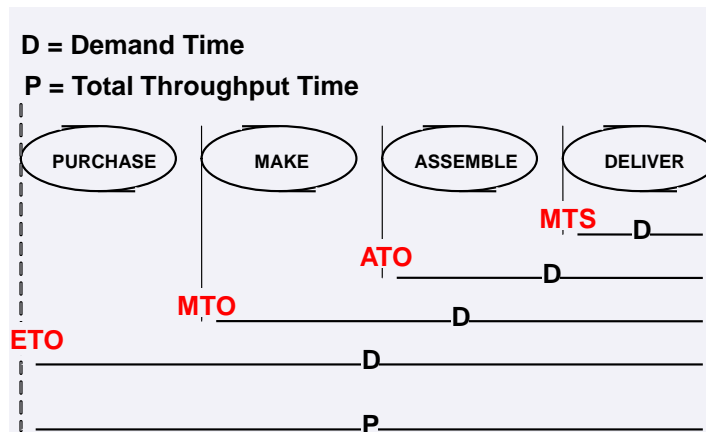 D = Demand Time
P = Total Throughput Time
PURCHASE MAKE ASSEMBLE DELIVER
MTS D
ATO D
MTO D
ETO
D
P